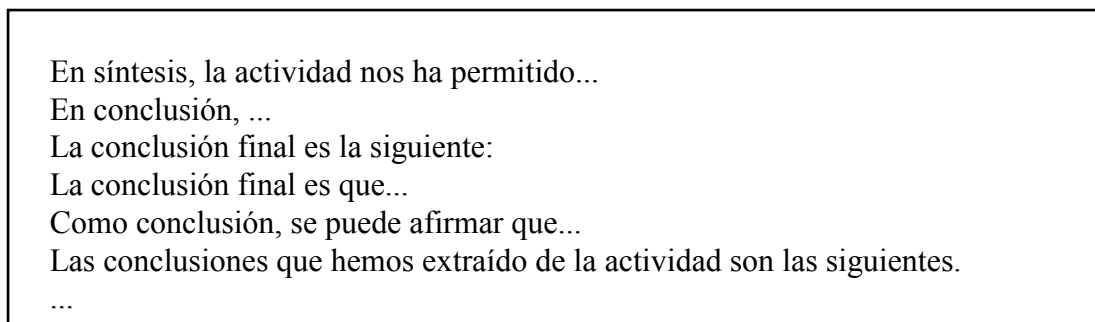 En síntesis, la actividad nos ha permitido...
En conclusión, ...
La conclusión final es la siguiente:
La conclusión final es que...
Como conclusión, se puede afirmar que...
Las conclusiones que hemos extraído de la actividad son las siguientes.
...